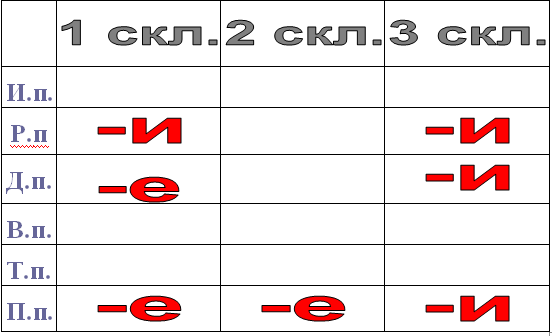 1 скл. 2 скл. 3 скл.
И.п.
Р.п -и -и
Д.п. -е -и
В.п.
Т.п.
П.п. -е -е -и